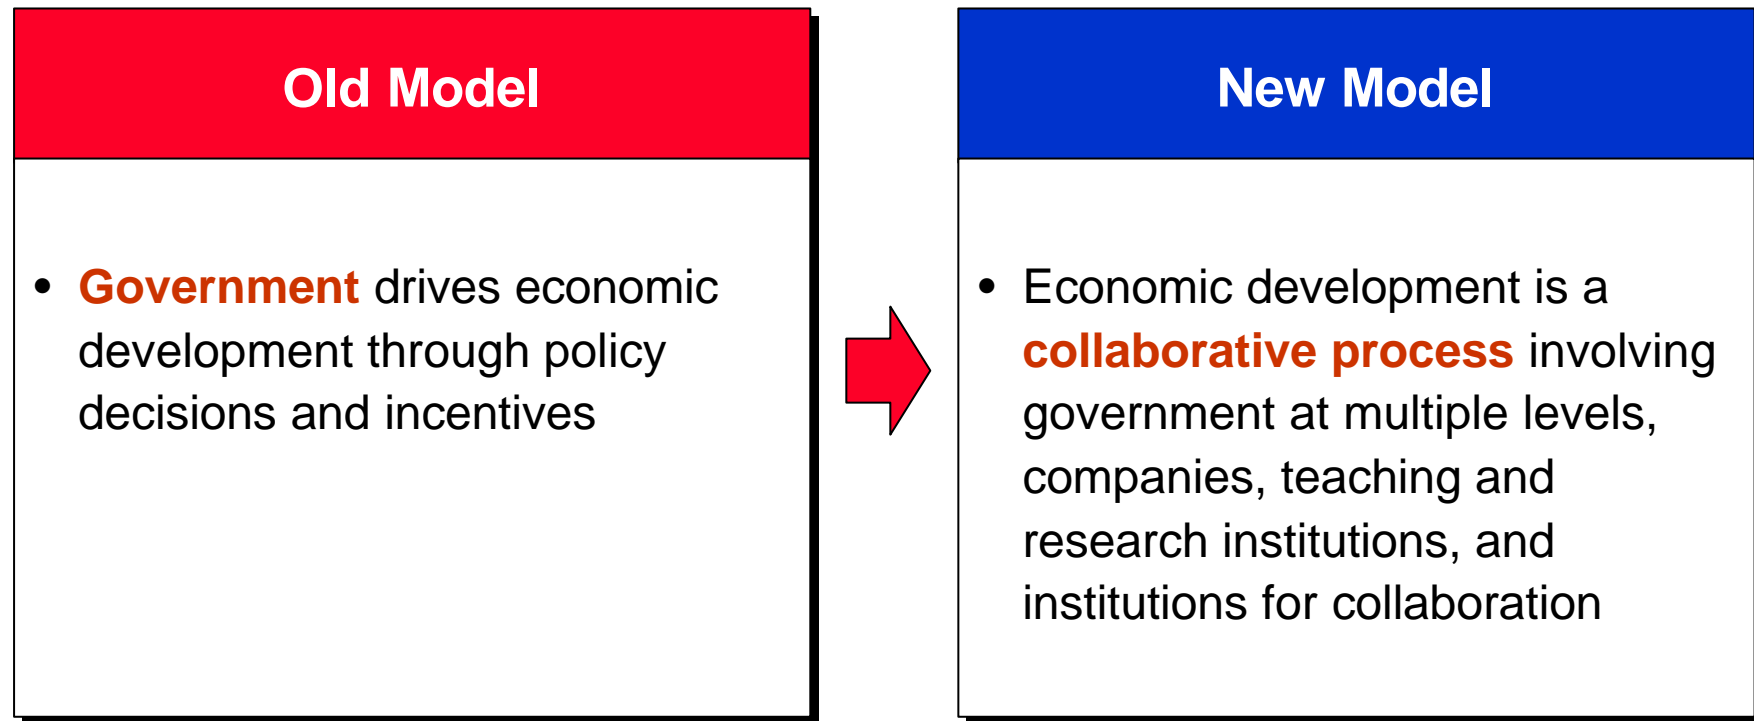 Old Model
• Government drives economic
development through policy
decisions and incentives
New Model
• Economic development is a
collaborative process involving
government at multiple levels,
companies, teaching and
research institutions, and
institutions for collaboration